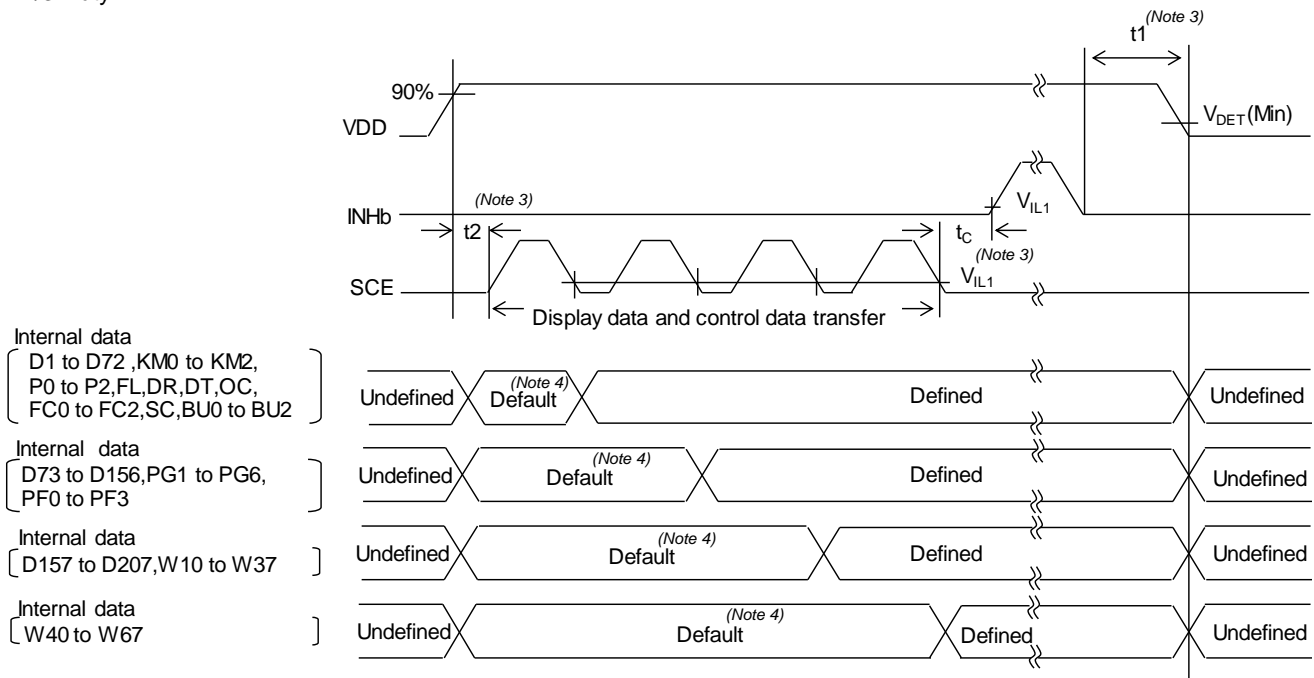 t1 (Note 3)
90%
VDD
VDET(Min)
(Note 3)
INHb
VIL1
t2
tC
(Note 3)
SCE
VIL1
Display data and control data transfer
Internal data
D1 to D72 ,KM0 to KM2,
P0 to P2,FL,DR,DT,OC,
FC0 to FC2,SC,BU0 to BU2
Undefined
(Note 4)
Default
Defined
Undefined
Internal data
D73 to D156,PG1 to PG6,
PF0 to PF3
Undefined
(Note 4)
Default
Defined
Undefined
Internal data
D157 to D207,W10 to W37
Undefined
(Note 4)
Default
Defined
Undefined
Internal data
W40 to W67
Undefined
(Note 4)
Default
Defined
Undefined